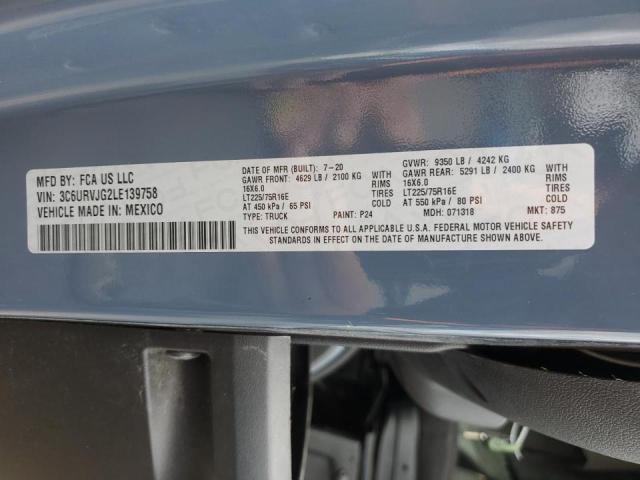 MFD BY: FCA US LLC
VIN: 3C6URVJG2LE139758
VEHICLE MADE IN: MEXICO
DATE OF MFR (BUILT): 7-20
GAWR FRONT: 4629 LB / 2100 KG
16X6.0
LT225/75R16E
AT 450 kPa / 65 PSI
WITH
RIMS
TIRES
COLD
GVWR: 9350 LB / 4242 KG
GAWR REAR: 5291 LB / 2400 KG
16X6.0
LT225/75R16E
AT 550 kPa / 80 PSI
WITH
RIMS
TIRES
COLD
TYPE: TRUCK PAINT: P24 MDH: 071318 MKT: 875
THIS VEHICLE CONFORMS TO ALL APPLICABLE U.S.A. FEDERAL MOTOR VEHICLE SAFETY
STANDARDS IN EFFECT ON THE DATE OF MANUFACTURE SHOWN ABOVE.